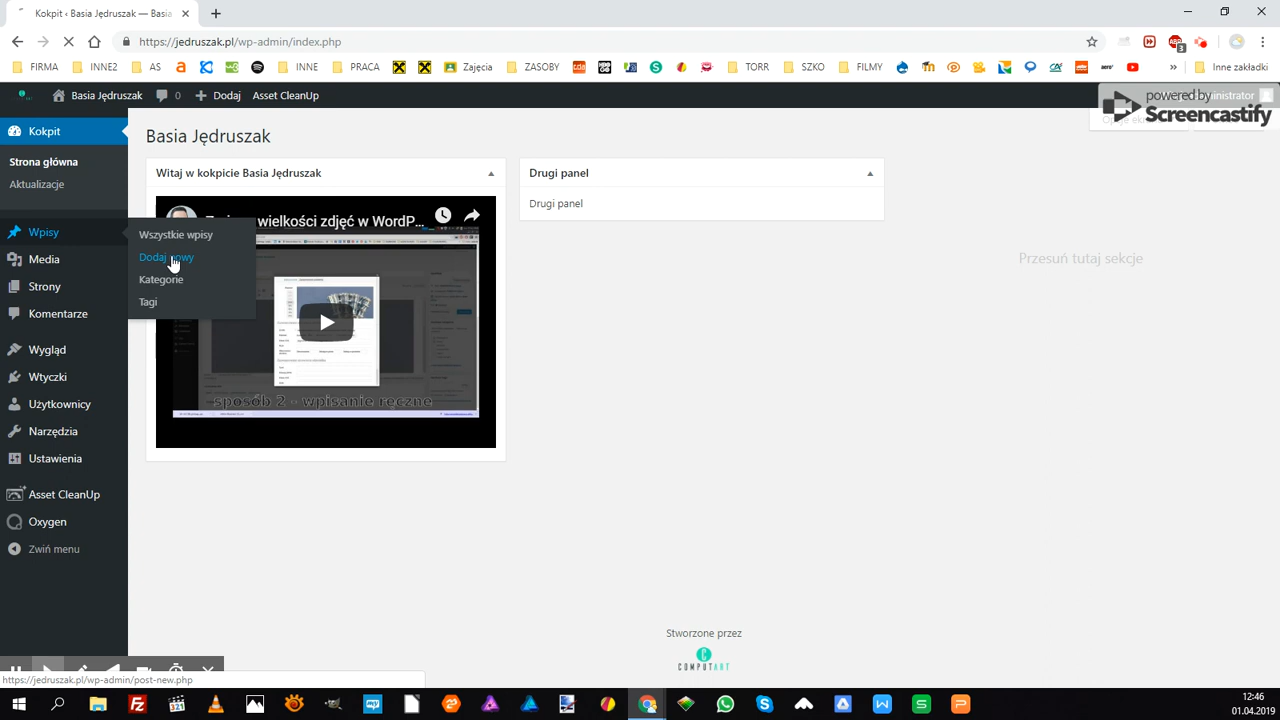 Kokpit ‹ Basia Jędruszak — Basia
https://jedruszak.pl/wp-admin/index.php
3
FIRMA INNE2 AS INNE PRACA Zajęcia ZASOBY TORR SZKO FILMY » Inne zakładki
Basia Jędruszak 0 Dodaj Asset CleanUp
powered by
Screencastify
Kokpit
Strona główna
Aktualizacje
Wpisy
Media
Strony
Komentarze
Wygląd
Wtyczki
Użytkownicy
Narzędzia
Ustawienia
Asset CleanUp
Oxygen
Zwiń menu
Wszystkie wpisy
Dodaj nowy
Kategorie
Tagi
Basia Jędruszak
Witaj w kokpicie Basia Jędruszak
wielkości zdjęć w WordP...
sposób 2 - wpisanie ręczne
Drugi panel
Drugi panel
Przesuń tutaj sekcje
Stworzone przez
COMPUTART
https://jedruszak.pl/wp-admin/post-new.php
12:46
01.04.2019